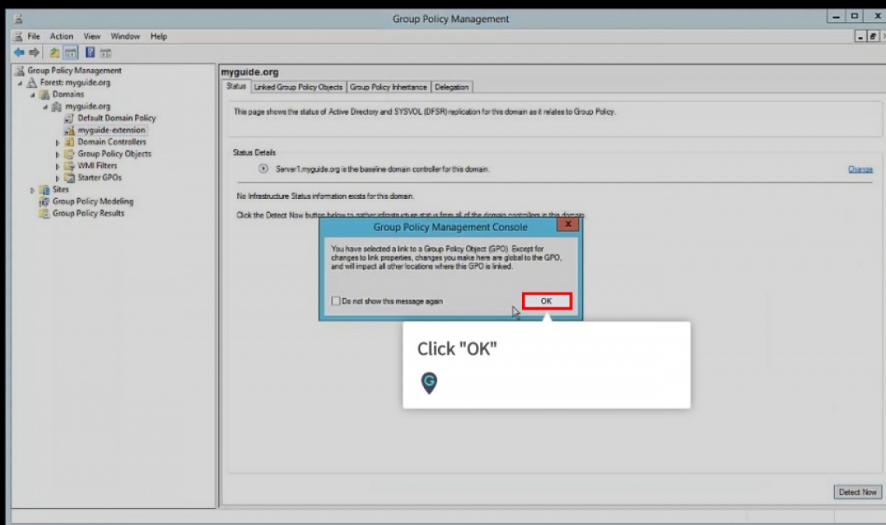 Group Policy Management
File Action View Window Help
Group Policy Management
Forest: myguide.org
Domains
myguide.org
Default Domain Policy
myguide-extension
Domain Controllers
Group Policy Objects
WMI Filters
Starter GPOs
Sites
Group Policy Modeling
Group Policy Results
myguide.org
Status Linked Group Policy Objects Group Policy Inheritance Delegation
This page shows the status of Active Directory and SYSVOL (DFSR) replication for this domain as it relates to Group Policy.
Status Details
Server1.myguide.org is the baseline domain controller for this domain.
Change
No Infrastructure Status information exists for this domain.
Click the Detect Now button below to gather infrastructure status from all of the domain controllers in this domain.
Group Policy Management Console
x
You have selected a link to a Group Policy Object (GPO). Except for
changes to link properties, changes you make here are global to the GPO,
and will impact all other locations where this GPO is linked.
Do not show this message again
OK
Click "OK"
G
Detect Now